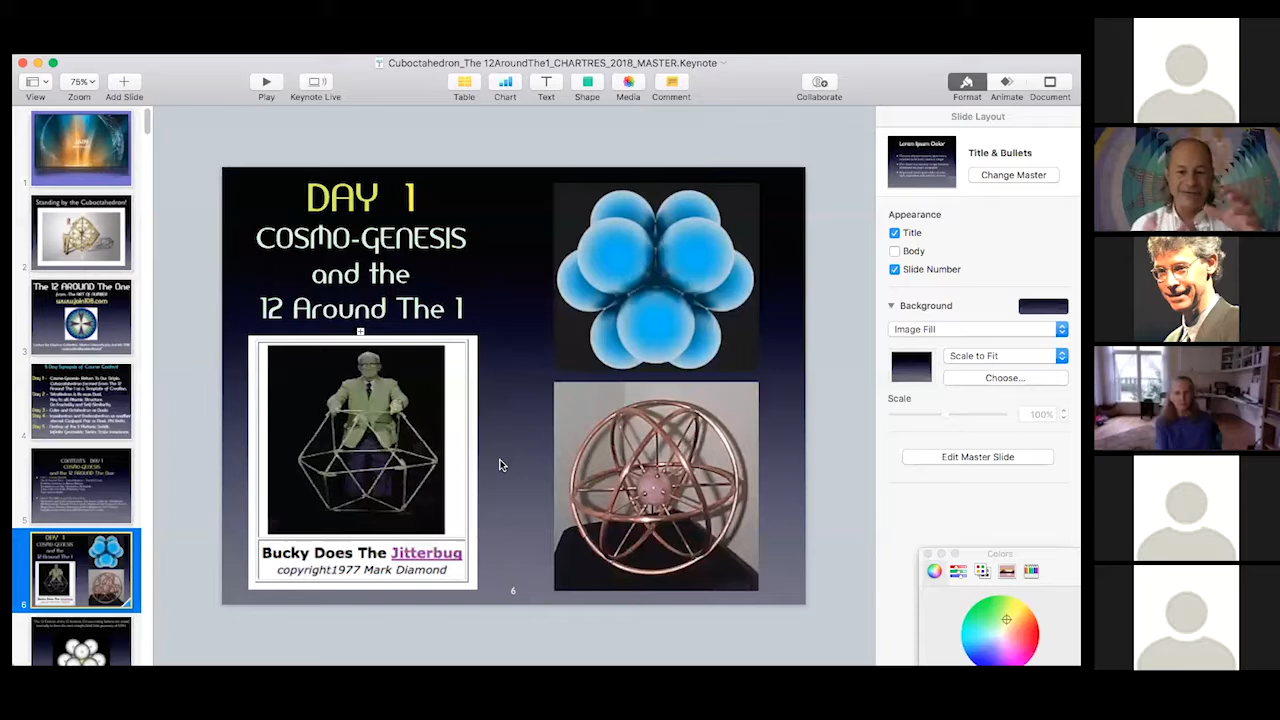 Cuboctahedron_The 12AroundThe1_CHARTRES_2018_MASTER.Keynote
75%
View
Zoom
Add Slide
Play
Keynote Live
Table
Chart
Text
Shape
Media
Comment
Collaborate
Format
Animate
Document
1
Standing by the Cuboctahedron!
2
The 12 AROUND The One
www.jain108.com
3
4
5
DAY 1
COSMO-GENESIS
and the
12 Around The 1
6
DAY 1
COSMO-GENESIS
and the
12 Around The 1
Bucky Does The Jitterbug
copyright1977 Mark Diamond
6
Slide Layout
Title & Bullets
Change Master
Appearance
Title
Body
Slide Number
Background
Image Fill
Scale to Fit
Choose...
Scale
100%
Edit Master Slide
Colors